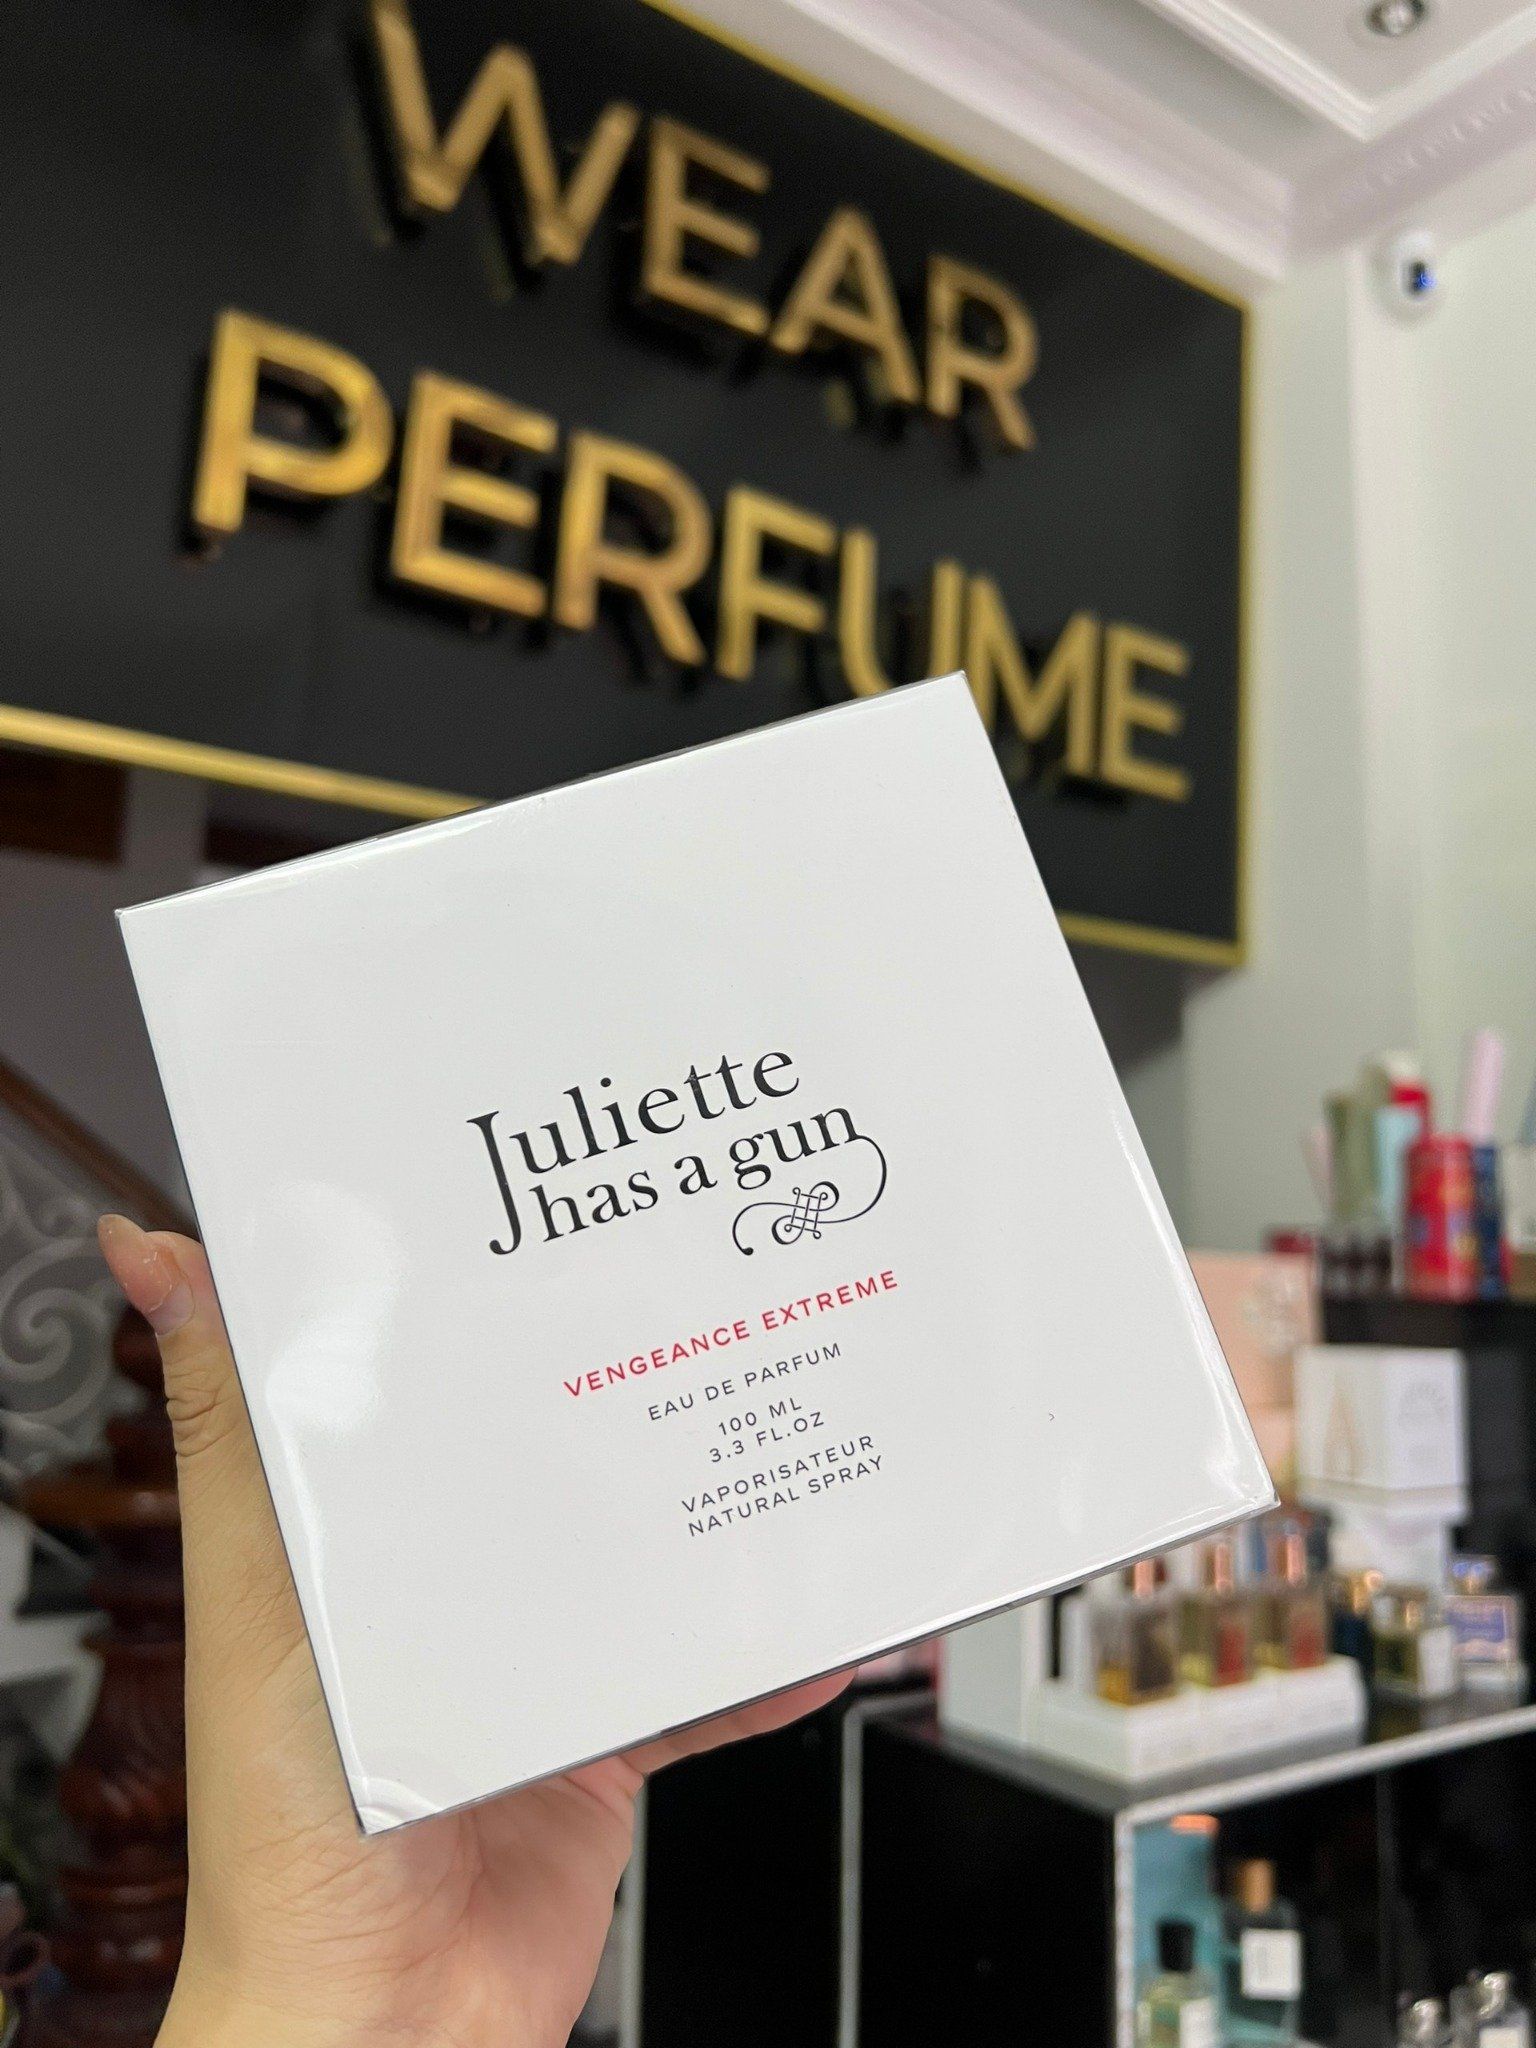 WEAR
PERFUME
Juliette
has a gun
VENGEANCE EXTREME
EAU DE PARFUM
100 ML
3.3 FL.OZ
VAPORISATEUR
NATURAL SPRAY